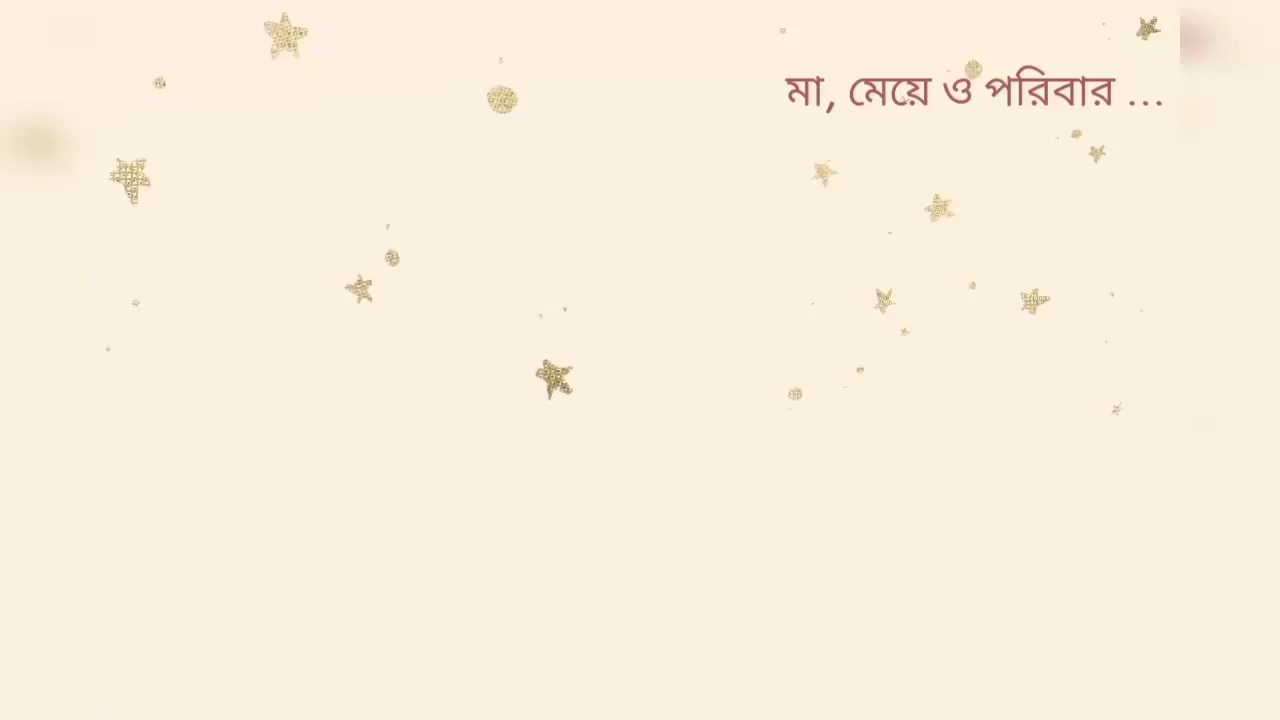 মা, মেয়ে ও পরিবার ...